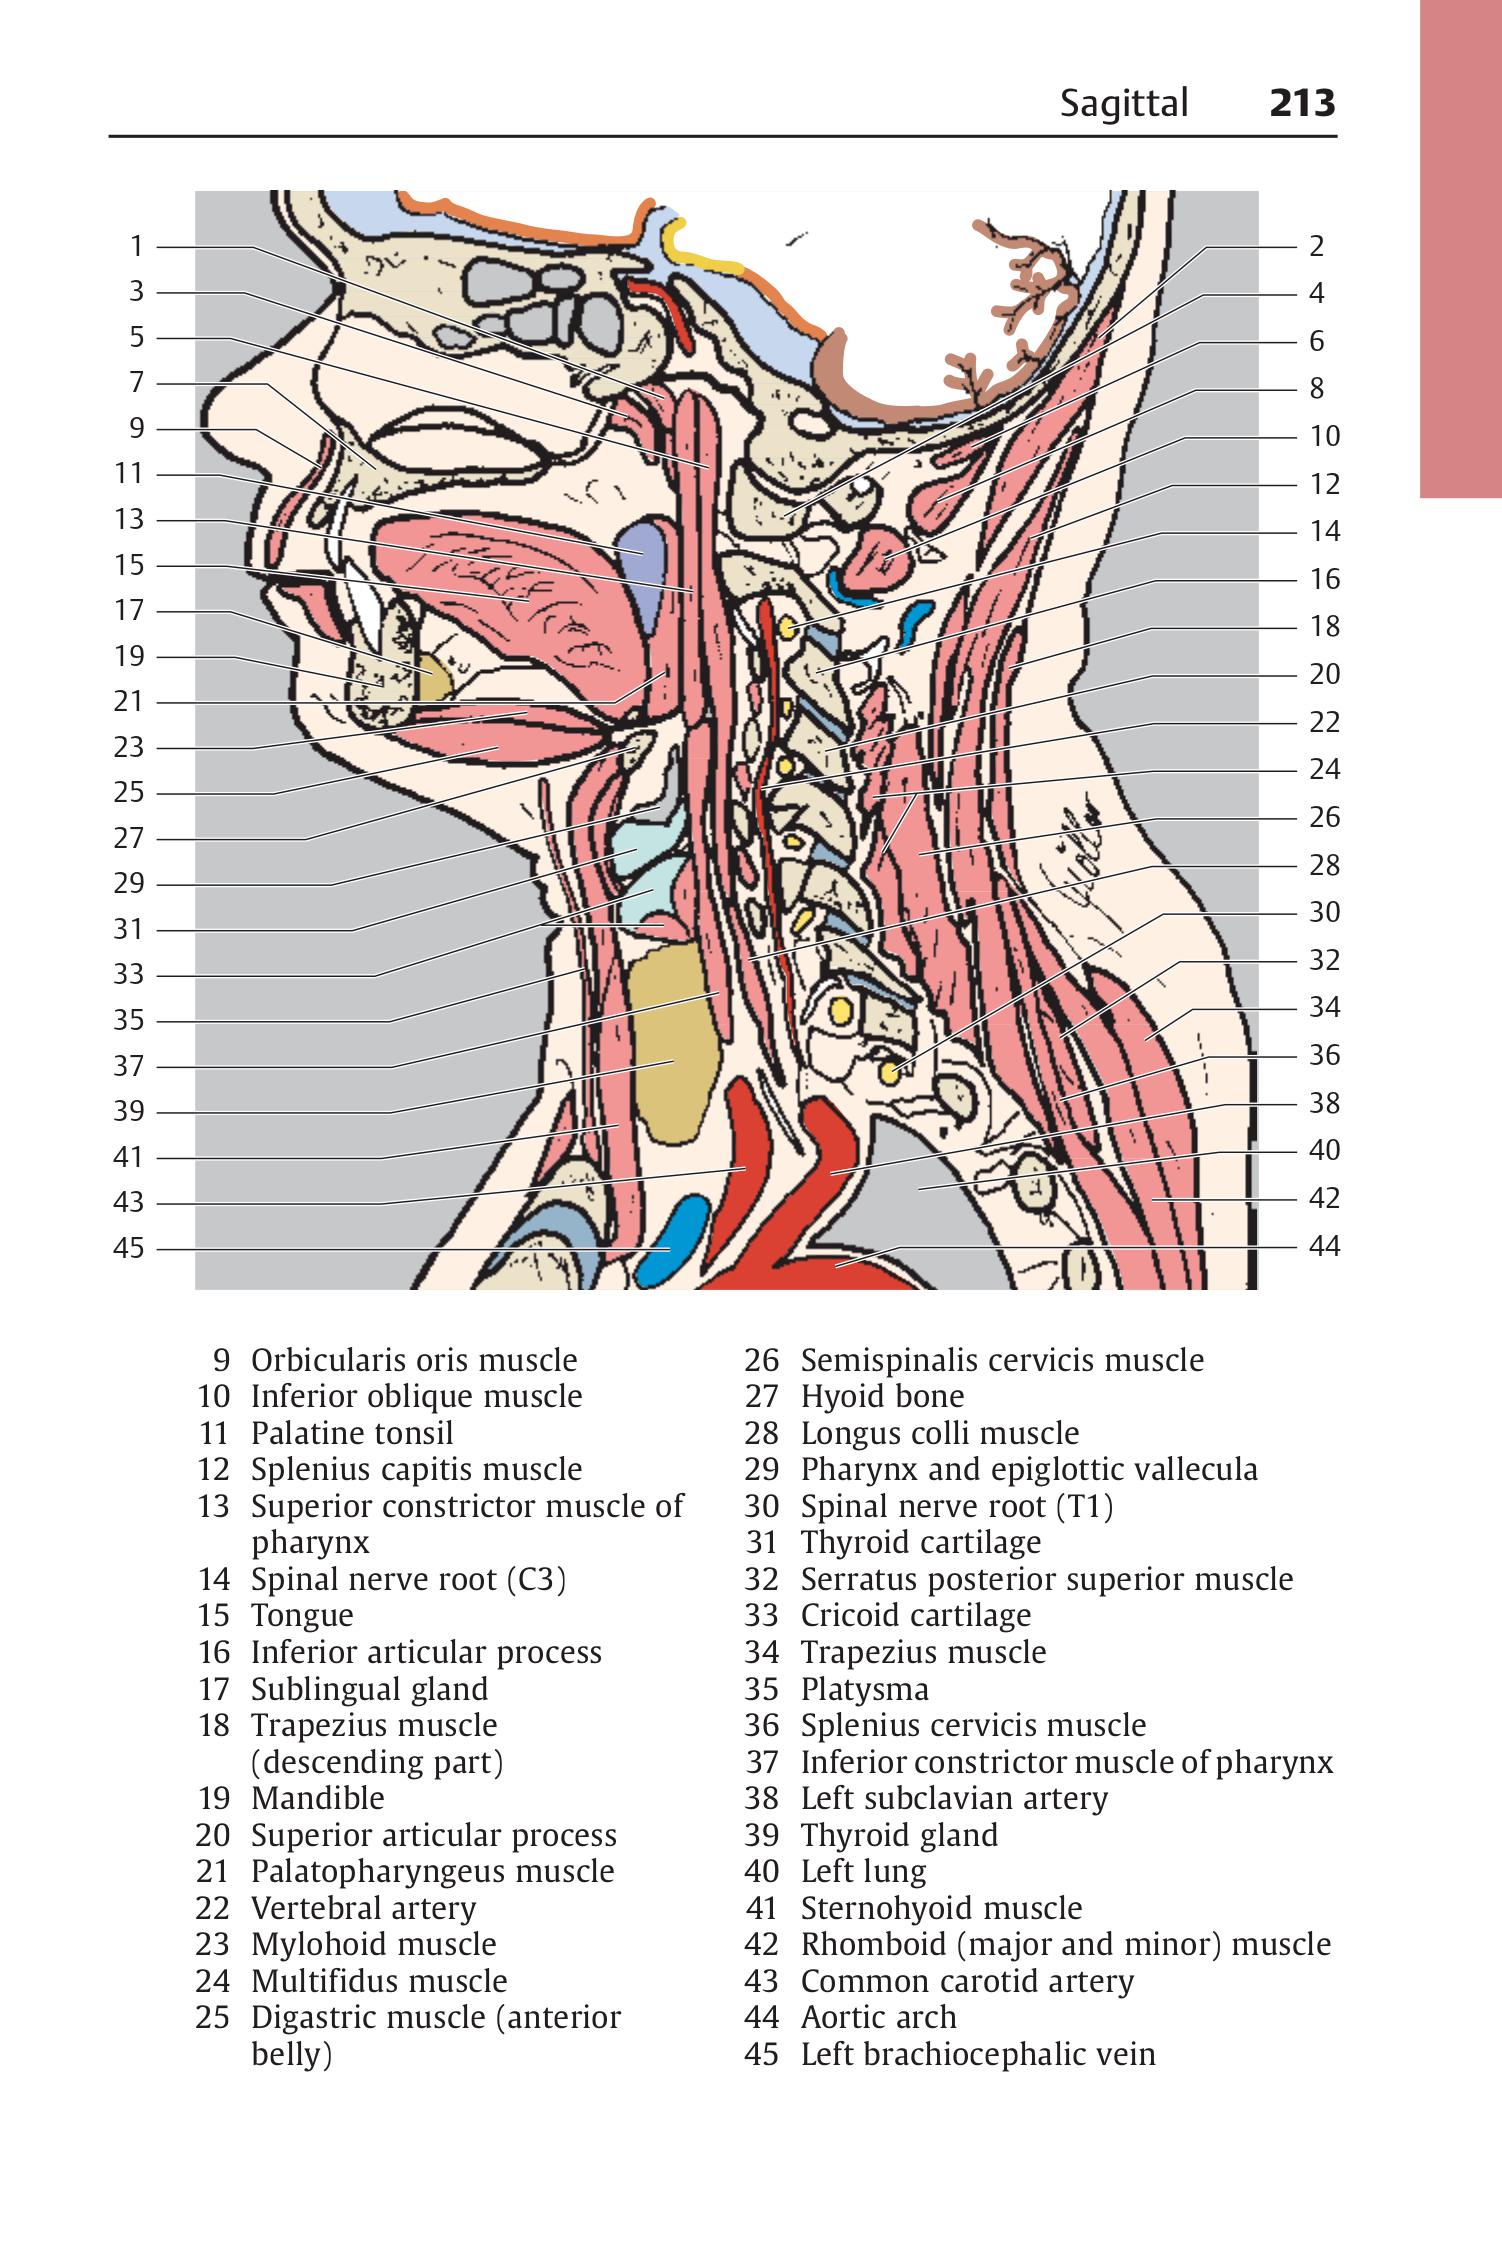 Sagittal 213
1
3
5
7
9
11
13
15
17
19
21
23
25
27
29
31
33
35
37
39
41
43
45
2
4
6
8
10
12
14
16
18
20
22
24
26
28
30
32
34
36
38
40
42
44
9 Orbicularis oris muscle
10 Inferior oblique muscle
11 Palatine tonsil
12 Splenius capitis muscle
13 Superior constrictor muscle of
pharynx
14 Spinal nerve root (C3)
15 Tongue
16 Inferior articular process
17 Sublingual gland
18 Trapezius muscle
(descending part)
19 Mandible
20 Superior articular process
21 Palatopharyngeus muscle
22 Vertebral artery
23 Mylohoid muscle
24 Multifidus muscle
25 Digastric muscle (anterior
belly)
26 Semispinalis cervicis muscle
27 Hyoid bone
28 Longus colli muscle
29 Pharynx and epiglottic vallecula
30 Spinal nerve root (T1)
31 Thyroid cartilage
32 Serratus posterior superior muscle
33 Cricoid cartilage
34 Trapezius muscle
35 Platysma
36 Splenius cervicis muscle
37 Inferior constrictor muscle of pharynx
38 Left subclavian artery
39 Thyroid gland
40 Left lung
41 Sternohyoid muscle
42 Rhomboid (major and minor) muscle
43 Common carotid artery
44 Aortic arch
45 Left brachiocephalic vein